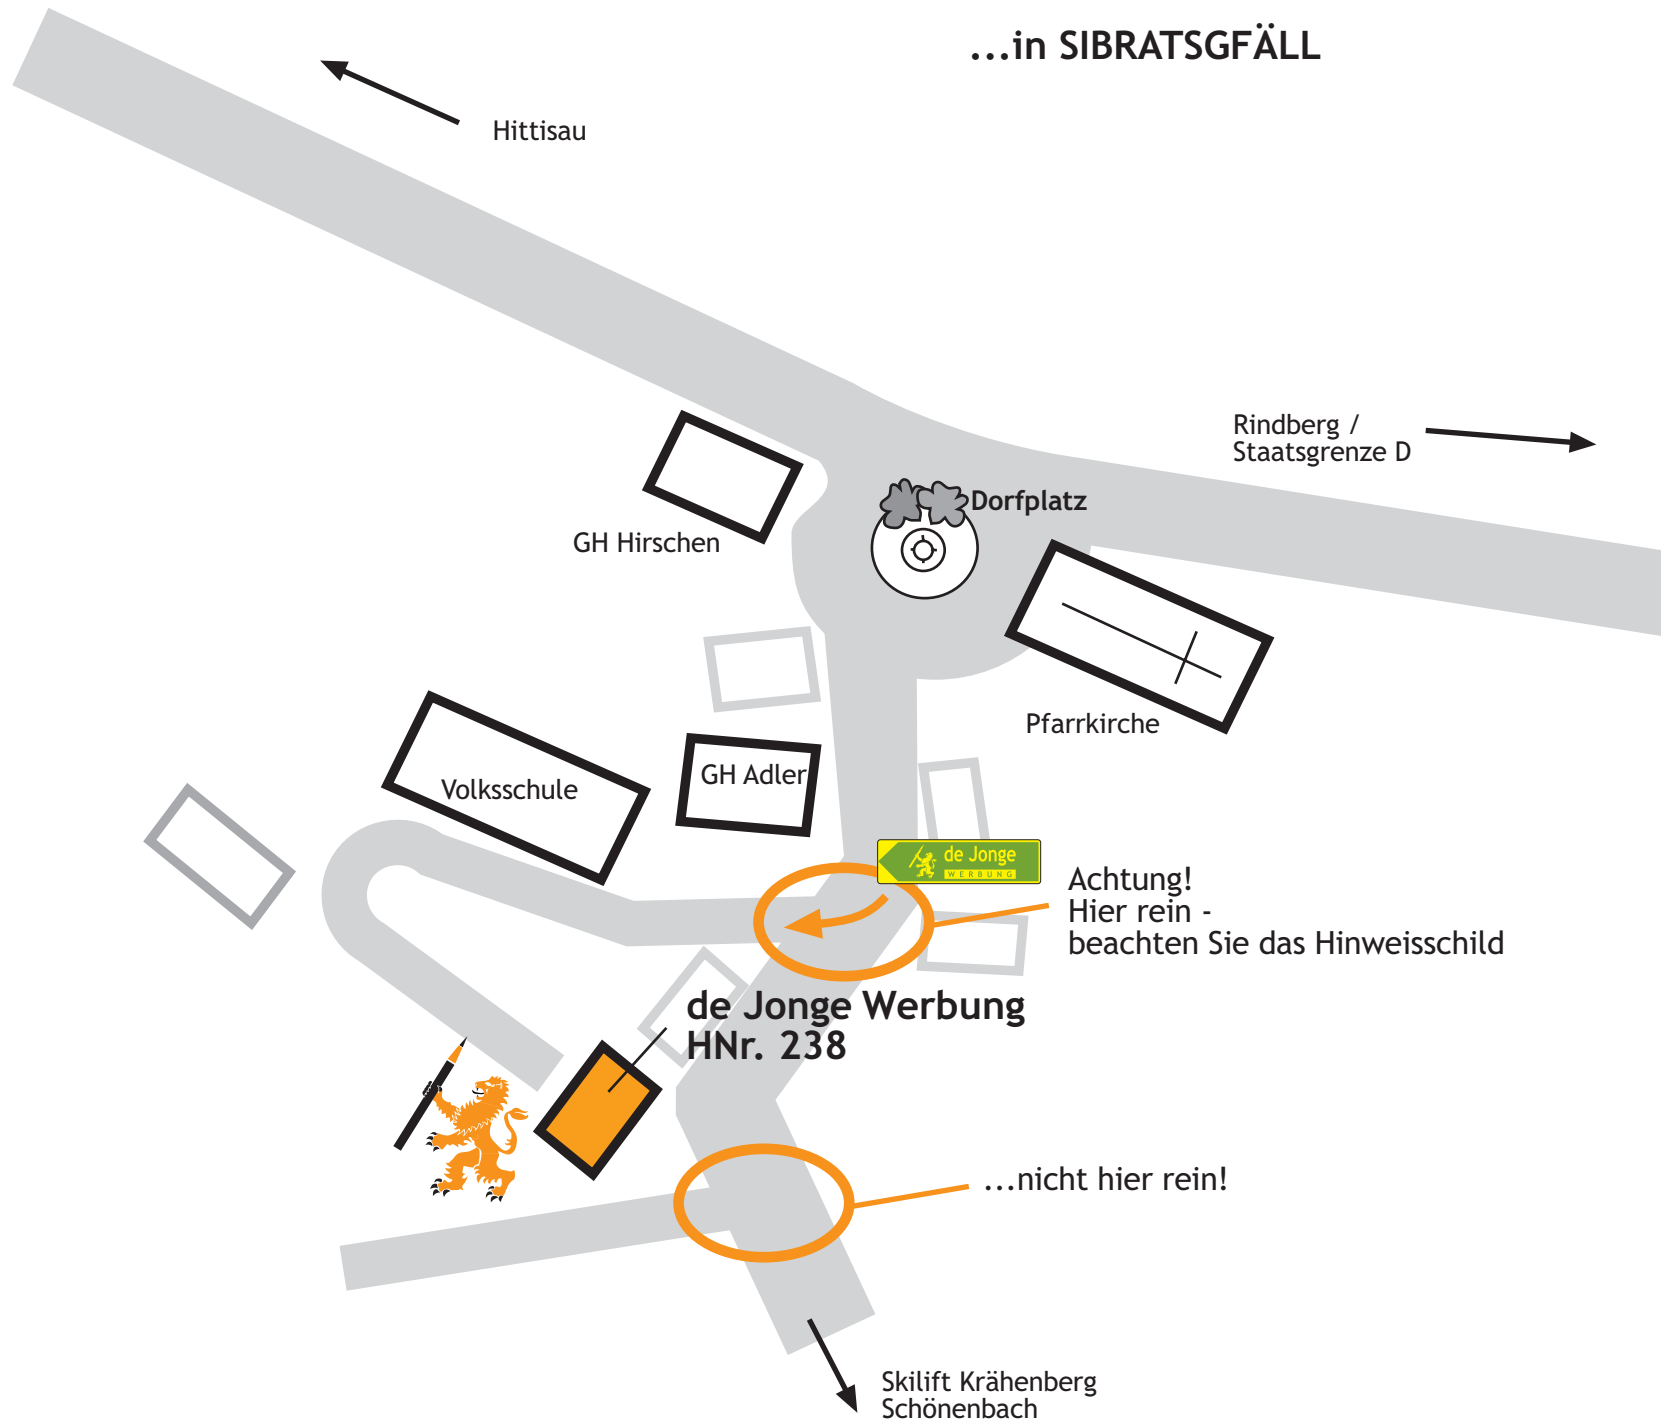 ...in SIBRATSGFÄLL
Hittisau
Rindberg /
Staatsgrenze D
Dorfplatz
GH Hirschen
Pfarrkirche
GH Adler
Volksschule
de Jonge
WERBUNG
Achtung!
Hier rein -
beachten Sie das Hinweisschild
de Jonge Werbung
HNr. 238
...nicht hier rein!
Skilift Krähenberg
Schönenbach